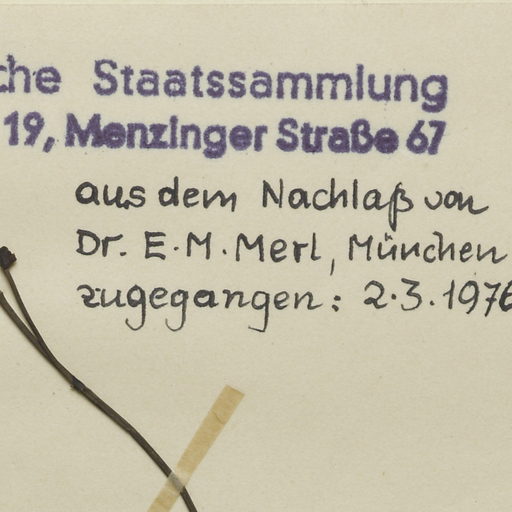 che Staatssammlung
19, Menzinger Straße 67
aus dem Nachlaß von
Dr. E. M. Merl, München
zugegangen: 2.3.1976